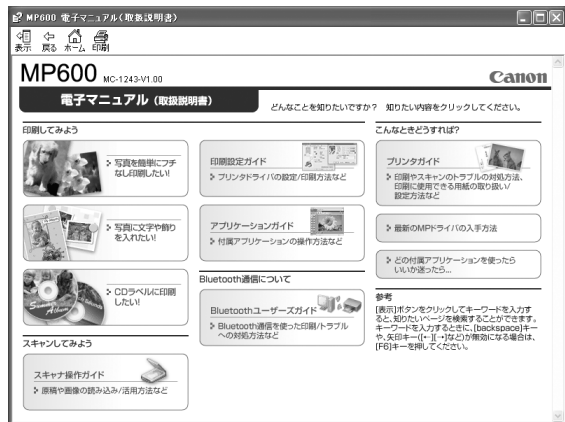 MP600 電子マニュアル(取扱説明書)
表示 戻る ホーム 印刷
MP600 MC-1243-V1.00
Canon
電子マニュアル(取扱説明書)
どんなことを知りたいですか? 知りたい内容をクリックしてください。
印刷してみよう
写真を簡単にフチ
なし印刷したい!
写真に文字や飾り
を入れたい!
CDラベルに印刷
したい!
スキャンしてみよう
スキャナ操作ガイド
原稿や画像の読み込み/活用方法など
印刷設定ガイド
プリンタドライバの設定/印刷方法など
アプリケーションガイド
付属アプリケーションの操作方法など
Bluetooth通信について
Bluetoothユーザーズガイド
Bluetooth通信を使った印刷/トラブル
への対処方法など
こんなときどうすれば?
プリンタガイド
印刷やスキャンのトラブルの対処方法、
印刷に使用できる用紙の取り扱い/
設定方法など
最新のMPドライバの入手方法
どの付属アプリケーションを使ったら
いいか迷ったら...
参考
[表示]ボタンをクリックしてキーワードを入力す
ると、知りたいページを検索することができます。
キーワードを入力するときに、[backspace]キー
や、矢印キー([←][→]など)が無効になる場合は、
[F6]キーを押してください。